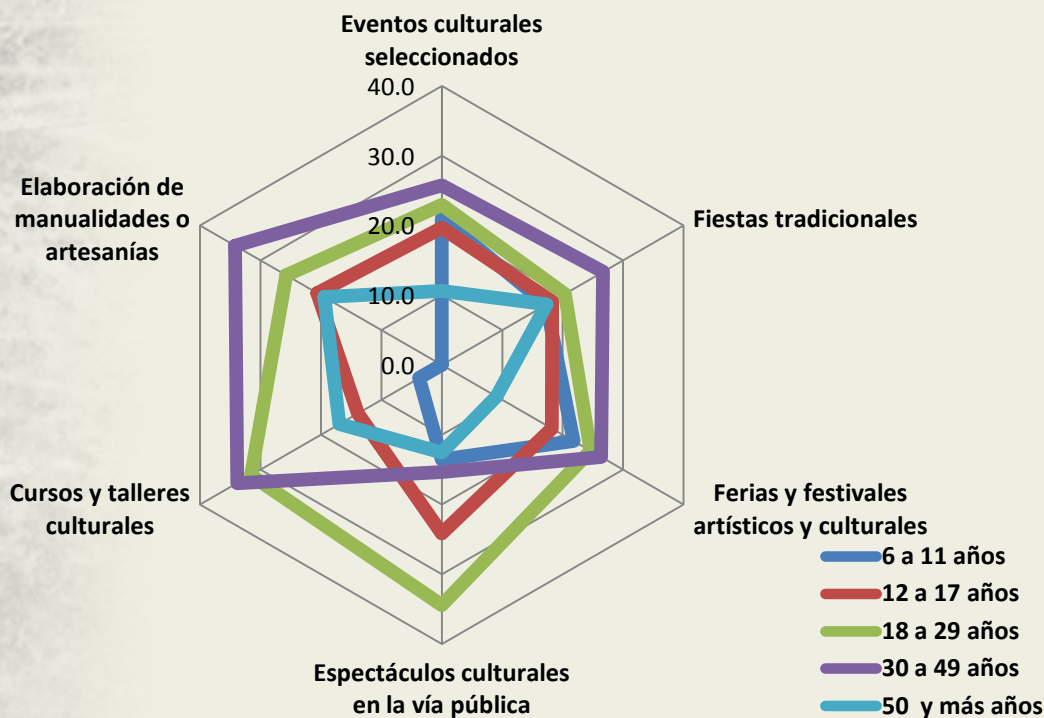 Eventos culturales
seleccionados
40.0
30.0
20.0
10.0
0.0
Elaboración de
manualidades o
artesanías
Fiestas tradicionales
Cursos y talleres
culturales
Ferias y festivales
artísticos y culturales
Espectáculos culturales
en la vía pública
6 a 11 años
12 a 17 años
18 a 29 años
30 a 49 años
50 y más años